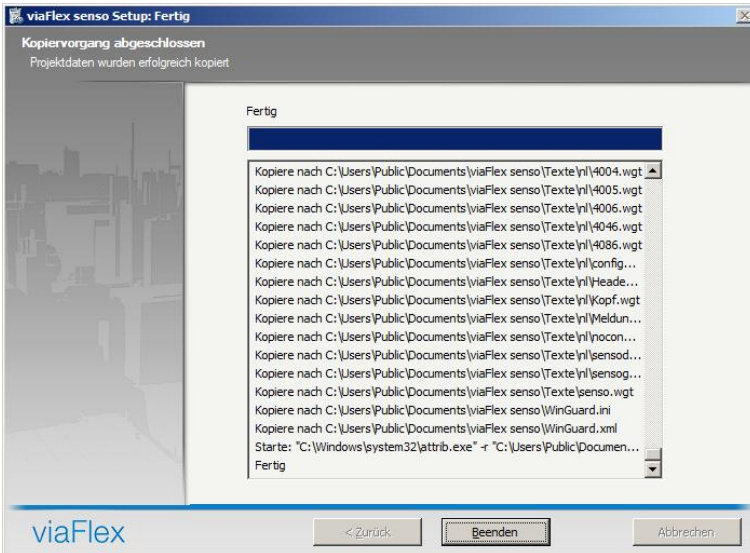 viaFlex senso Setup: Fertig
Kopiervorgang abgeschlossen
Projektdaten wurden erfolgreich kopiert
Fertig
Kopiere nach C:\Users\Public\Documents\viaFlex senso\Texte\nl\4004.wgt
Kopiere nach C:\Users\Public\Documents\viaFlex senso\Texte\nl\4005.wgt
Kopiere nach C:\Users\Public\Documents\viaFlex senso\Texte\nl\4006.wgt
Kopiere nach C:\Users\Public\Documents\viaFlex senso\Texte\nl\4046.wgt
Kopiere nach C:\Users\Public\Documents\viaFlex senso\Texte\nl\4086.wgt
Kopiere nach C:\Users\Public\Documents\viaFlex senso\Texte\nl\config...
Kopiere nach C:\Users\Public\Documents\viaFlex senso\Texte\nl\Heade...
Kopiere nach C:\Users\Public\Documents\viaFlex senso\Texte\nl\Kopf.wgt
Kopiere nach C:\Users\Public\Documents\viaFlex senso\Texte\nl\Meldun...
Kopiere nach C:\Users\Public\Documents\viaFlex senso\Texte\nl\nocon...
Kopiere nach C:\Users\Public\Documents\viaFlex senso\Texte\nl\sensod...
Kopiere nach C:\Users\Public\Documents\viaFlex senso\Texte\nl\sensog...
Kopiere nach C:\Users\Public\Documents\viaFlex senso\Texte\senso.wgt
Kopiere nach C:\Users\Public\Documents\viaFlex senso\WinGuard.ini
Kopiere nach C:\Users\Public\Documents\viaFlex senso\WinGuard.xml
Starte: "C:\Windows\system32\attrib.exe" -r "C:\Users\Public\Documen...
Fertig
viaFlex
< Zurück
Beenden
Abbrechen